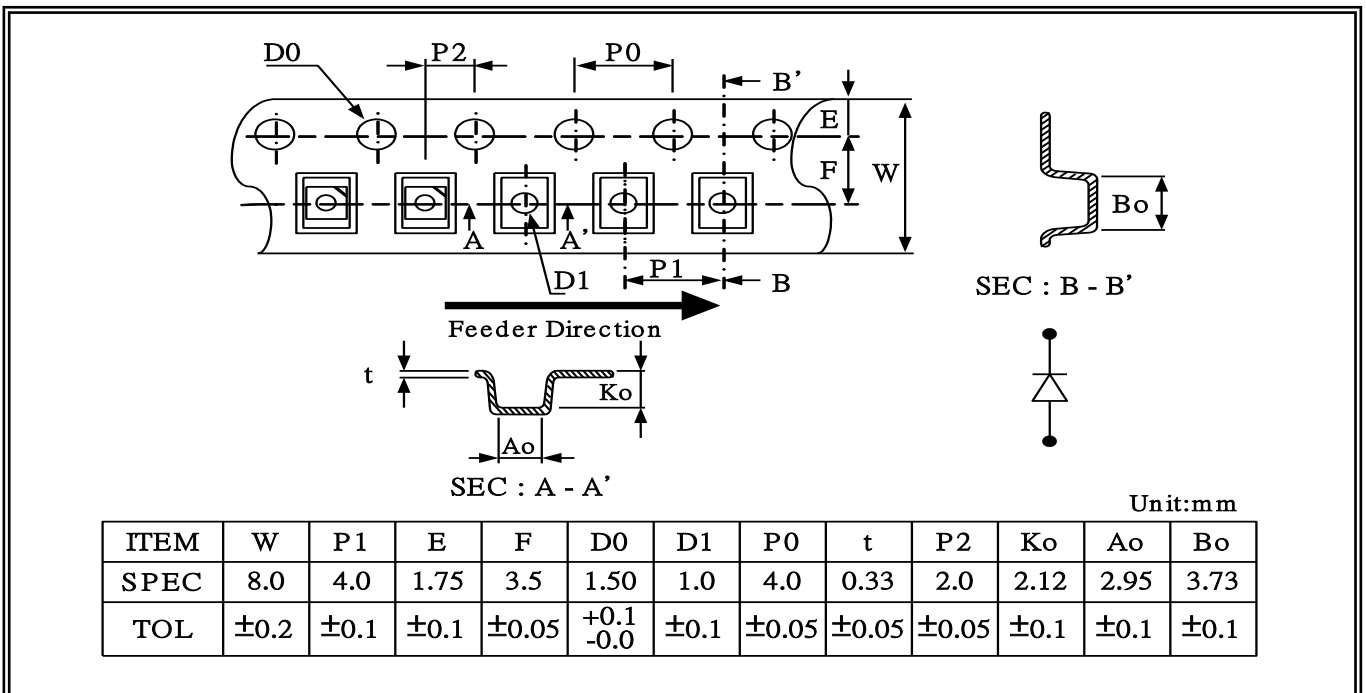 D0
P2
P0
B’
E
F
W
A
A’
D1
P1
B
Feeder Direction
Bo
SEC : B - B’
t
Ko
Ao
SEC : A - A’
Unit:mm
ITEM W P1 E F D0 D1 P0 t P2 Ko Ao Bo
SPEC 8.0 4.0 1.75 3.5 1.50 1.0 4.0 0.33 2.0 2.12 2.95 3.73
TOL ±0.2 ±0.1 ±0.1 ±0.05 +0.1 -0.0 ±0.1 ±0.05 ±0.05 ±0.05 ±0.1 ±0.1 ±0.1